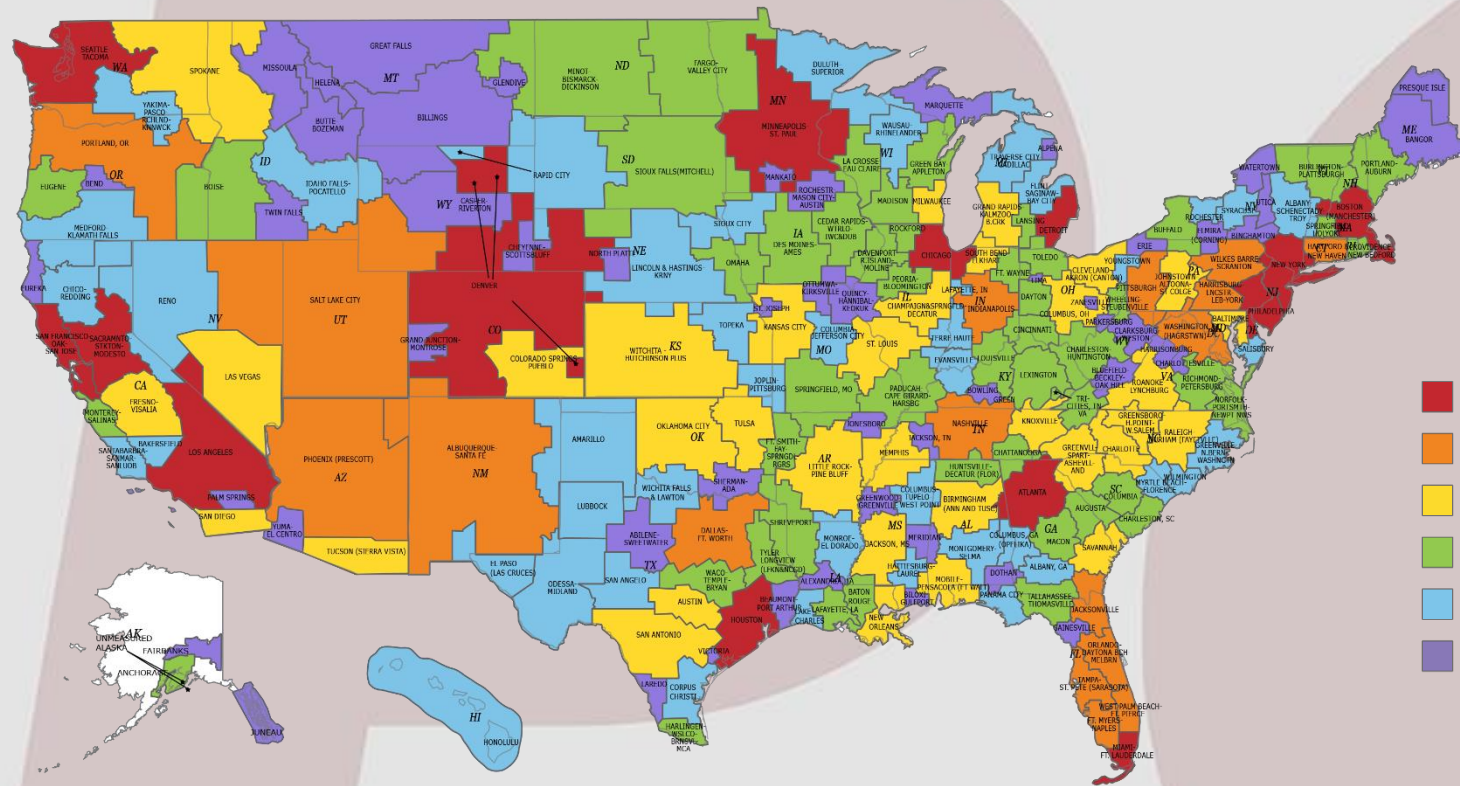 SEATTLE
TACOMA
WA
SPOKANE
YAKIMA-
PASCO
RCHLND-
KNNWCK
PORTLAND, OR
OR
EUGENE
BEND
MEDFORD
KLAMATH FALLS
MISSOULA
GREAT FALLS
HELENA
MT
BUTTE
BOZEMAN
BILLINGS
GLENDIVE
ID
BOISE
IDAHO FALLS-
POCATELLO
TWIN FALLS
WY
CASPER-
RIVERTON
RAPID CITY
CHEYENNE-
SCOTTSBLUFF
MINOT
BISMARCK-
DICKINSON
ND
FARGO-
VALLEY CITY
SD
SIOUX FALLS(MITCHELL)
MN
MINNEAPOLIS
ST. PAUL
DULUTH-
SUPERIOR
MANKATO
ROCHESTR
MASON CITY-
AUSTIN
WAUSAU-
RHINELANDER
WI
LA CROSSE
EAU CLAIRE
GREEN BAY
APPLETON
MADISON
MILWAUKEE
MARQUETTE
TRAVERSE CITY
CADILLAC
ALPENA
FLINT
SAGINAW-
BAY CITY
GRAND RAPIDS
KALMZOO-
B.CRK
LANSING
DETROIT
EUREKA
CHICO-
REDDING
SAN FRANCISCO-
OAK-
SAN JOSE
SACRAMNTO
STKTON-
MODESTO
CA
FRESNO-
VISALIA
MONTEREY-
SALINAS
BAKERSFIELD
LOS ANGELES
PALM SPRINGS
SAN DIEGO
YUMA-
EL CENTRO
RENO
NV
LAS VEGAS
SALT LAKE CITY
UT
PHOENIX (PRESCOTT)
AZ
TUCSON (SIERRA VISTA)
DENVER
GRAND JUNCTION-
MONTROSE
CO
COLORADO SPRINGS
PUEBLO
ALBUQUERQUE-
SANTA FE
NM
EL PASO
(LAS CRUCES)
NORTH PLATT
NE
LINCOLN & HASTINGS
KRNY
SIOUX CITY
OMAHA
IA
DES MOINES-
AMES
CEDAR RAPIDS-
WTRLO-
IWC&DUB
DAVENPORT
R.ISLAND-
MOLINE
ROCKFORD
CHICAGO
PEORIA-
BLOOMINGTON
OTTUMWA-
KIRKSVILLE
QUINCY-
HANNIBAL-
KEOKUK
IL
CHAMPAIGN&SPRNGFLD
DECATUR
KS
WITCHITA -
HUTCHINSON PLUS
TOPEKA
ST. JOSEPH
KANSAS CITY
COLUMBIA-
JEFFERSON CITY
MO
ST. LOUIS
JOPLIN-
PITTSBURG
SPRINGFIELD, MO
PADUCAH
CAPE GIRARD-
HARSBG
SOUTH BEND
ELKHART
FT. WAYNE
LAFAYETTE, IN
IN
INDIANAPOLIS
TERRE HAUTE
EVANSVILLE
TOLEDO
LIMA
DAYTON
CINCINNATI
OH
COLUMBUS, OH
ZANESVILLE
CLEVELAND-
AKRON (CANTON)
YOUNGSTOWN
WHEELING-
STEUBENVILLE
PARKERSBURG
LOUISVILLE
KY
LEXINGTON
BOWLING
GREEN
CHARLESTON
HUNTINGTON
BLUEFIELD
BECKLEY-
OAK HILL
TRI-
CITIES, TN
VA
ERIE
PITTSBURGH
JOHNSTOWN
ALTOONA-
ST COLGE
PA
HARRISBURG
LNCSTR
LEB-YORK
WILKES BARRE
SCRANTON
PHILADELPHIA
NJ
NEW YORK
BALTIMORE
WASHINGTON
SALISBURY
HARRISONBURG
CHARLOTTESVILLE
ROANOKE
LYNCHBURG
VA
RICHMOND-
PETERSBURG
NORFOLK-
PORTSMTH-
NEWPT NWS
BUFFALO
ROCHESTER
SYRACUSE
UTICA
WATERTOWN
BINGHAMTON
ALBANY
SCHENECTADY
TROY
BURLINGTON-
PLATTSBURGH
NH
PORTLAND-
AUBURN
ME
PRESQUE ISLE
BANGOR
BOSTON
(MANCHESTER)
MA
NEW BEDFORD
AMARILLO
LUBBOCK
OKLAHOMA CITY
OK
TULSA
WICHITA FALLS
& LAWTON
SHERMAN-
ADA
FT. SMITH-
FAY-
SPRNGDL-
RGRS
AR
LITTLE ROCK-
PINE BLUFF
JONESBORO
MEMPHIS
JACKSON, TN
NASHVILLE
TN
KNOXVILLE
CHATTANOOGA
HUNTSVILLE-
DECATUR (FLOR)
GREENVILL-
SPART-
ASHEVILL-
AND
CHARLOTTE
GREENSBORO
H.POINT-
W.SALEM
RALEIGH
DURHAM (FAYETVLLE)
GREENVILLE
N.BERN-
WASHNGTN
WILMINGTON
MYRTLE BEACH-
FLORENCE
SC
COLUMBIA
CHARLESTON, SC
AUGUSTA
GA
ATLANTA
MACON
SAVANNAH
COLUMBUS, GA
(OPELIKA)
ALBANY, GA
BIRMINGHAM
(ANN AND TUSC)
AL
MONTGOMERY-
SELMA
DOTHAN
MOBILE-
PENSACOLA (FT WALT)
PANAMA CITY
COLUMBUS
TUPELO
WEST POINT
GREENWOOD
GREENVILLE
MS
JACKSON, MS
MERIDIAN
HATTIESBURG-
LAUREL
BILOXI-
GULFPORT
DALLAS-
FT. WORTH
ABILENE-
SWEETWATER
TX
ODESSA
MIDLAND
SAN ANGELO
WACO-
TEMPLE-
BRYAN
TYLER
LONGVIEW
(LFKN&NCGD)
SHREVEPORT
MONROE-
EL DORADO
ALEXANDRIA
LA
LAKE
CHARLES
LAFAYETTE,
LA
BATON
ROUGE
NEW
ORLEANS
BEAUMONT-
PORT ARTHUR
HOUSTON
AUSTIN
SAN ANTONIO
VICTORIA
LAREDO
CORPUS
CHRISTI
HARLINGEN-
WSLCO-
BRNSVL-
MCA
TALLAHASSEE
THOMASVILLE
JACKSONVILLE
GAINESVILLE
FL
ORLANDO-
DAYTONA BCH
MELBRN
TAMPA-
ST. PETE (SARASOTA)
WEST PALM BEACH-
FT. PIERCE
FT. MYERS-
NAPLES
MIAMI-
FT. LAUDERDALE
AK
UNMEASURED
ALASKA
FAIRBANKS
ANCHORAGE
JUNEAU
HI
HONOLULU